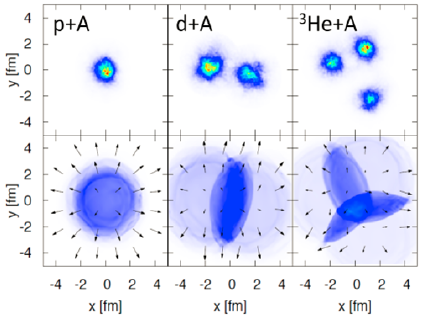 p+A d+A ³He+A
y [fm] 4 2 0 -2 -4
y [fm] 4 2 0 -2 -4
-4 -2 0 2 4 -4 -2 0 2 4 -4 -2 0 2 4
x [fm] x [fm] x [fm]